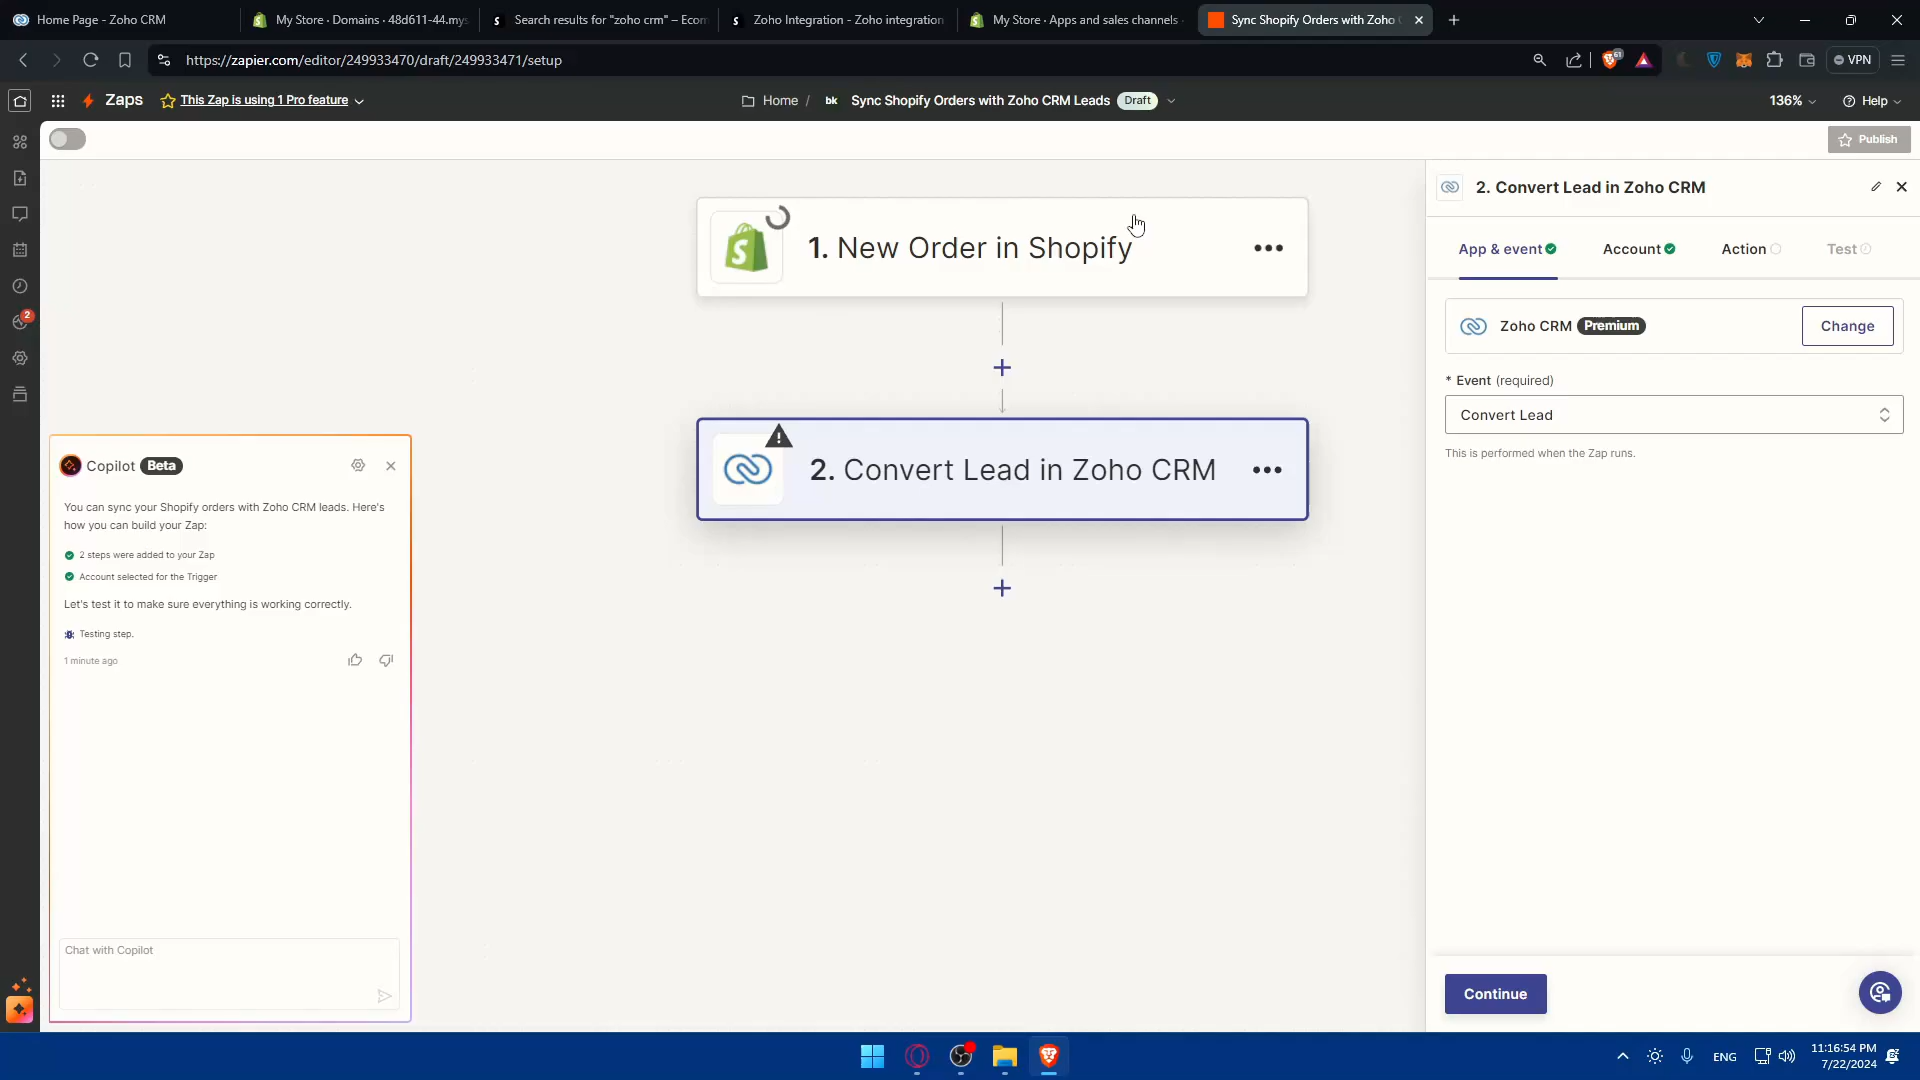 Home Page - Zoho CRM
My Store · Domains · 48d611-44.mys
Search results for "zoho crm" – Ecom
Zoho Integration - Zoho integration
My Store · Apps and sales channels ·
Sync Shopify Orders with Zoho C
https://zapier.com/editor/249933470/draft/249933471/setup
61
VPN
Zaps
This Zap is using 1 Pro feature
Home /
bk
Sync Shopify Orders with Zoho CRM Leads
Draft
136%
Help
Publish
2
1. New Order in Shopify
2. Convert Lead in Zoho CRM
2. Convert Lead in Zoho CRM
App & event
Account
Action
Test
Zoho CRM
Premium
Change
* Event (required)
Convert Lead
This is performed when the Zap runs.
Continue
Copilot
Beta
You can sync your Shopify orders with Zoho CRM leads. Here's
how you can build your Zap:
2 steps were added to your Zap
Account selected for the Trigger
Let's test it to make sure everything is working correctly.
Testing step.
1 minute ago
Chat with Copilot
ENG
11:16:54 PM
7/22/2024